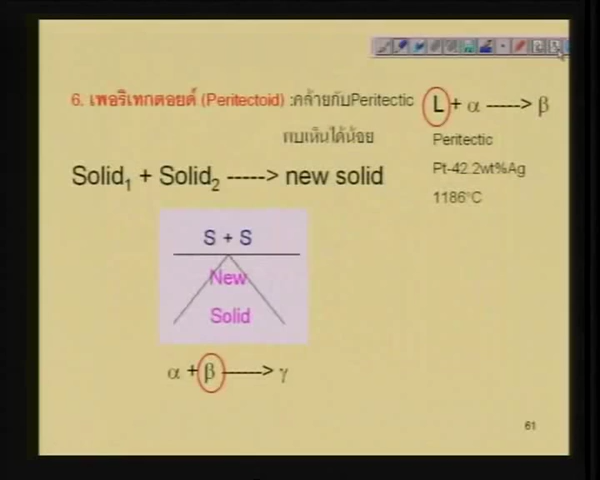 6. เพอริเทกตอยด์ (Peritectoid) :คล้ายกับPeritectic
พบเห็นได้น้อย
L + α -----> β
Peritectic
Pt-42.2wt%Ag
1186°C
Solid₁ + Solid₂ -----> new solid
S + S
New
Solid
α + β -----> γ
61